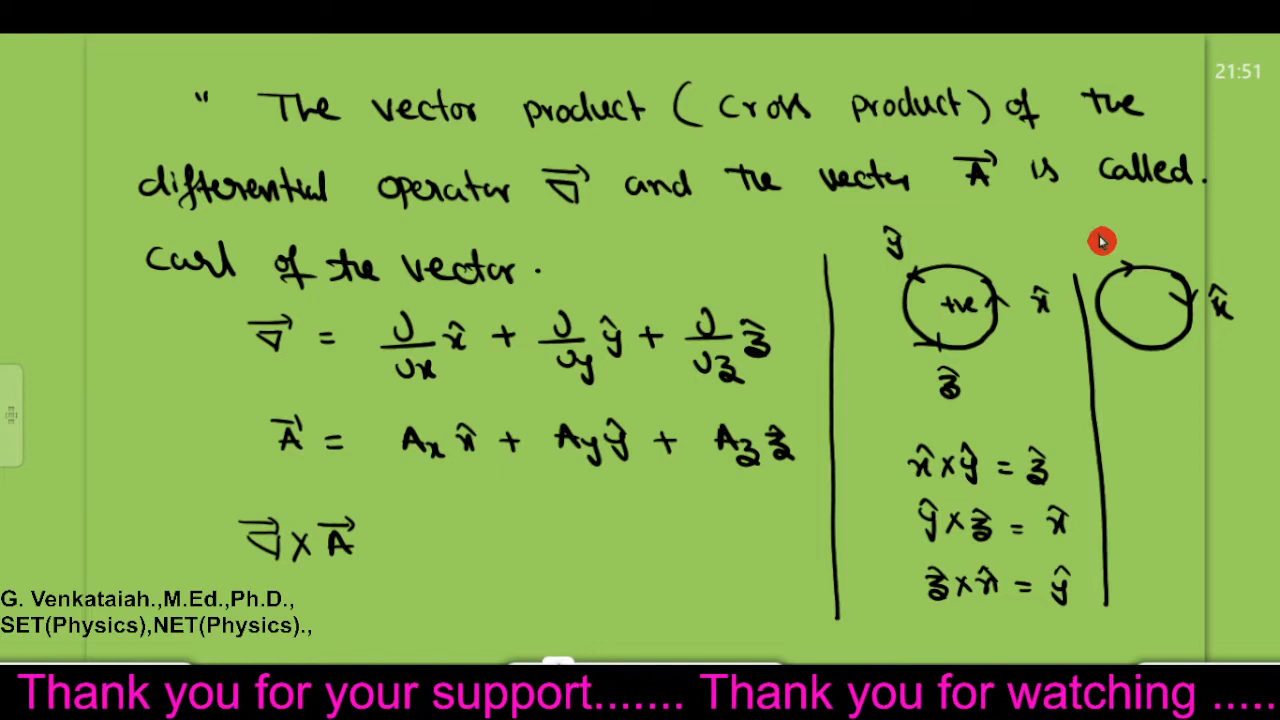 " The vector product ( cross product) of the
differential operator ∇⃗ and the vector A⃗ is called.
curl of the vector.
∇⃗ = ∂/∂x x̂ + ∂/∂y ŷ + ∂/∂z ẑ
A⃗ = Aₓ x̂ + A_y ŷ + A_z ẑ
∇⃗ × A⃗
ŷ
+ve x̂
ẑ
x̂ × ŷ = ẑ
ŷ × ẑ = x̂
ẑ × x̂ = ŷ
x̂
21:51
G. Venkataiah.,M.Ed.,Ph.D.,
SET(Physics),NET(Physics).,
Thank you for your support....... Thank you for watching .....